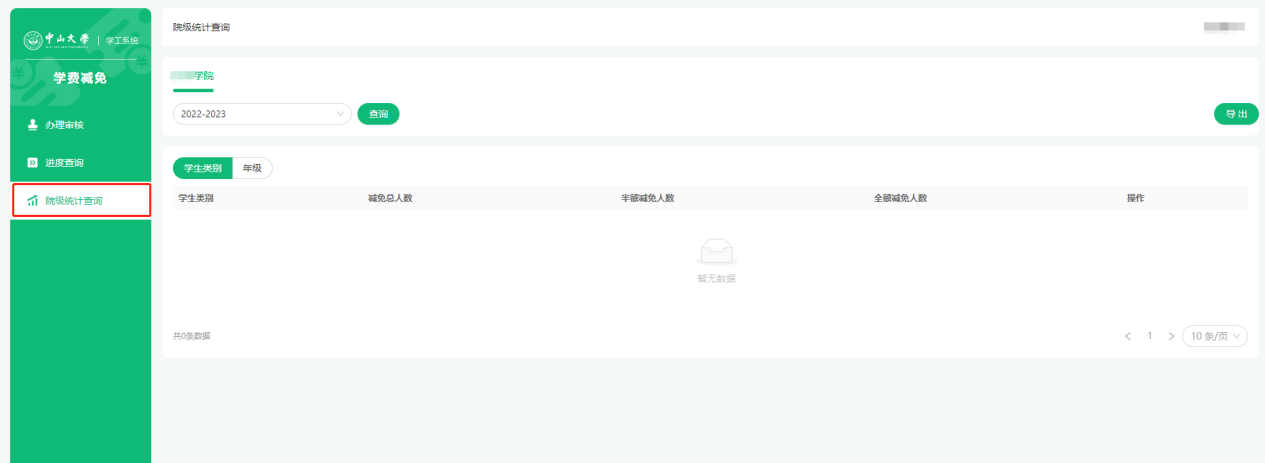 中山大学 | 学工系统
学费减免
办理审核
进度查询
院级统计查询
院级统计查询
学院
2022-2023
查询
导出
学生类别 年级
学生类别 减免总人数 半额减免人数 全额减免人数 操作
暂无数据
共0条数据
< 1 > 10 条/页